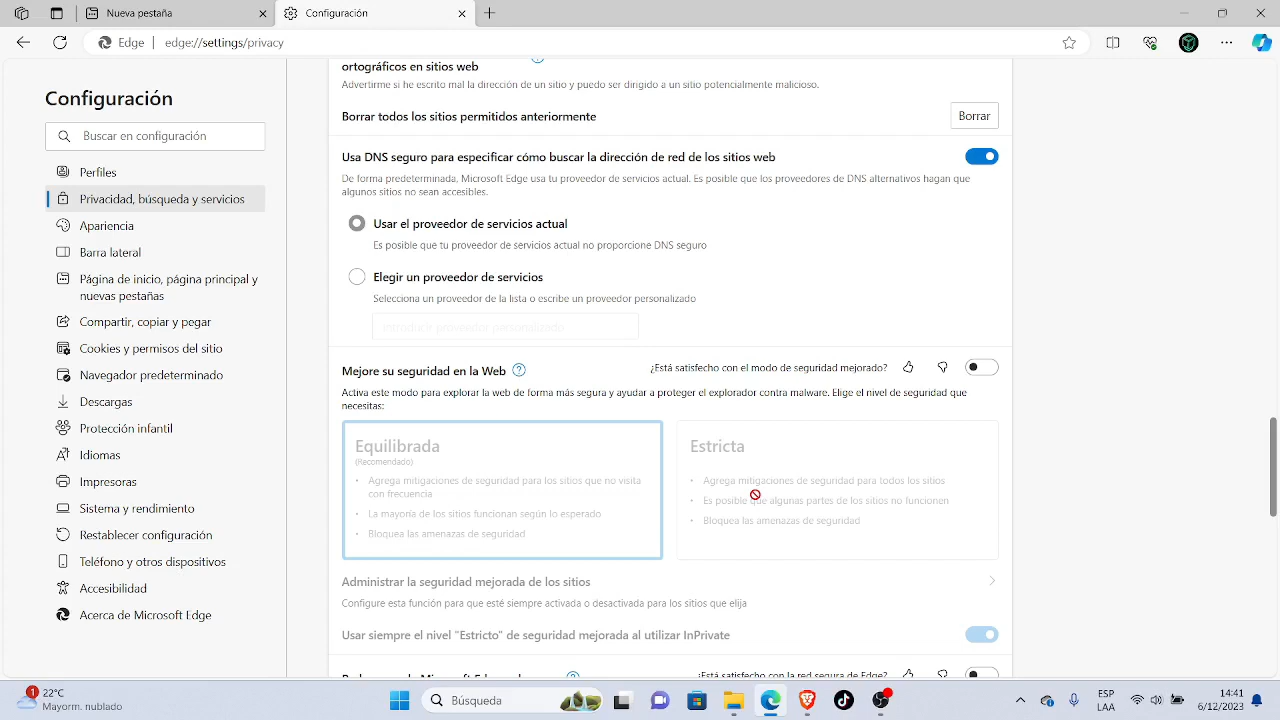 Nueva pestaña
Configuración
Edge
edge://settings/privacy
Configuración
Buscar en configuración
Perfiles
Privacidad, búsqueda y servicios
Apariencia
Barra lateral
Página de inicio, página principal y
nuevas pestañas
Compartir, copiar y pegar
Cookies y permisos del sitio
Navegador predeterminado
Descargas
Protección infantil
Idiomas
Impresoras
Sistema y rendimiento
Restablecer configuración
Teléfono y otros dispositivos
Accesibilidad
Acerca de Microsoft Edge
ortográficos en sitios web
Advertirme si he escrito mal la dirección de un sitio y puedo ser dirigido a un sitio potencialmente malicioso.
Borrar todos los sitios permitidos anteriormente
Borrar
Usa DNS seguro para especificar cómo buscar la dirección de red de los sitios web
De forma predeterminada, Microsoft Edge usa tu proveedor de servicios actual. Es posible que los proveedores de DNS alternativos hagan que
algunos sitios no sean accesibles.
Usar el proveedor de servicios actual
Es posible que tu proveedor de servicios actual no proporcione DNS seguro
Elegir un proveedor de servicios
Selecciona un proveedor de la lista o escribe un proveedor personalizado
Introducir proveedor personalizado
Mejore su seguridad en la Web
¿Está satisfecho con el modo de seguridad mejorado?
Activa este modo para explorar la web de forma más segura y ayudar a proteger el explorador contra malware. Elige el nivel de seguridad que
necesitas:
Equilibrada
(Recomendado)
• Agrega mitigaciones de seguridad para los sitios que no visita
con frecuencia
• La mayoría de los sitios funcionan según lo esperado
• Bloquea las amenazas de seguridad
Estricta
• Agrega mitigaciones de seguridad para todos los sitios
• Es posible que algunas partes de los sitios no funcionen
• Bloquea las amenazas de seguridad
Administrar la seguridad mejorada de los sitios
Configure esta función para que esté siempre activada o desactivada para los sitios que elija
Usar siempre el nivel "Estricto" de seguridad mejorada al utilizar InPrivate
¿Está satisfecho con la red segura de Edge?
1
22°C
Mayorm. nublado
Búsqueda
ESP
LAA
14:41
6/12/2023